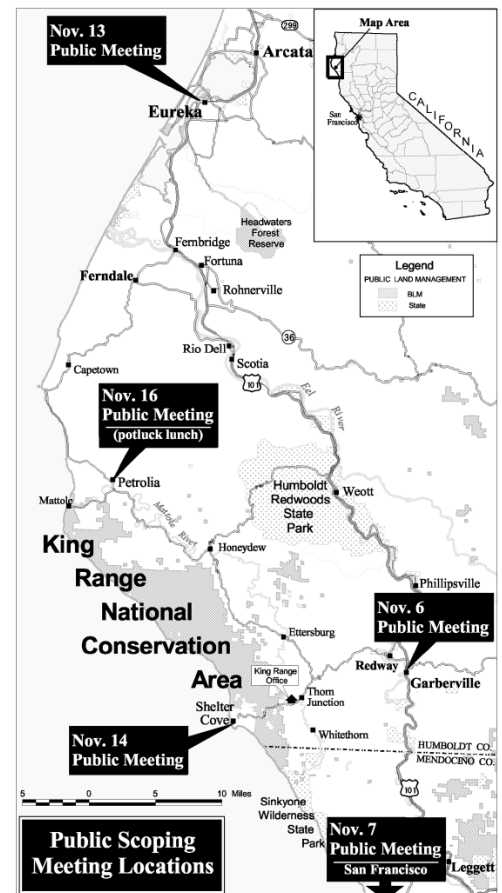 Nov. 13
Public Meeting
299
Arcata
Eureka
Map Area
San
Francisco
CALIFORNIA
Headwaters
Forest
Reserve
Legend
PUBLIC LAND MANAGEMENT
BLM
State
Fernbridge
Fortuna
Ferndale
Rohnerville
36
Rio Dell
Scotia
Capetown
101
Eel
River
Nov. 16
Public Meeting
(potluck lunch)
Petrolia
Humboldt
Redwoods
State
Park
Weott
Mattole
Mattole
River
Honeydew
King
Range
National
Conservation
Area
Phillipsville
Nov. 6
Public Meeting
Ettersburg
Redway
Garberville
King Range
Office
Thorn
Junction
Shelter
Cove
Whitethorn
Nov. 14
Public Meeting
HUMBOLDT CO.
MENDOCINO CO.
101
5 0 5 10 Miles
Sinkyone
Wilderness
State
Park
Public Scoping
Meeting Locations
Nov. 7
Public Meeting
San Francisco
Leggett